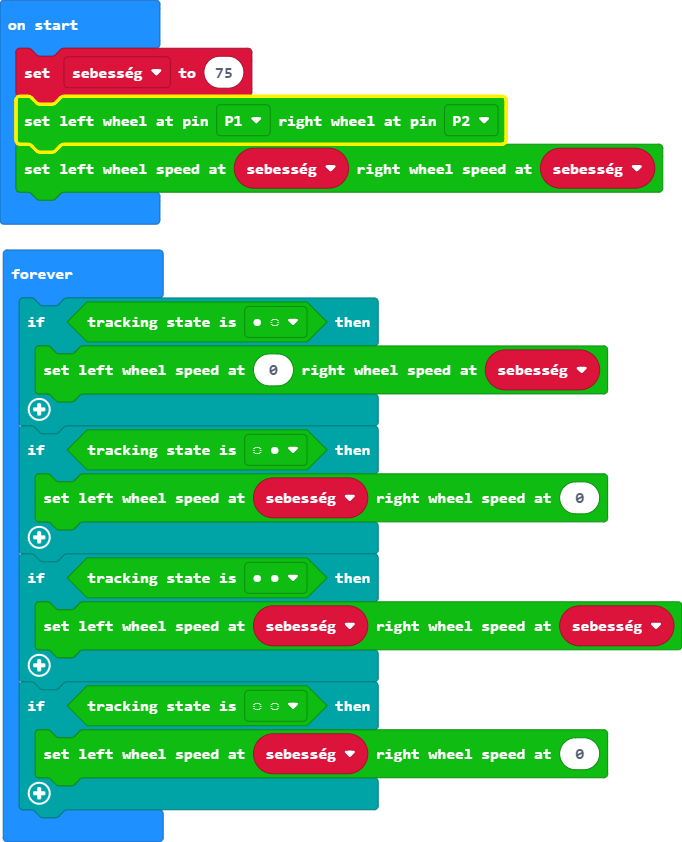 on start
set sebesség to 75
set left wheel at pin P1 right wheel at pin P2
set left wheel speed at sebesség right wheel speed at sebesség
forever
if tracking state is ● ◌ then
set left wheel speed at 0 right wheel speed at sebesség
if tracking state is ◌ ● then
set left wheel speed at sebesség right wheel speed at 0
if tracking state is ● ● then
set left wheel speed at sebesség right wheel speed at sebesség
if tracking state is ◌ ◌ then
set left wheel speed at sebesség right wheel speed at 0